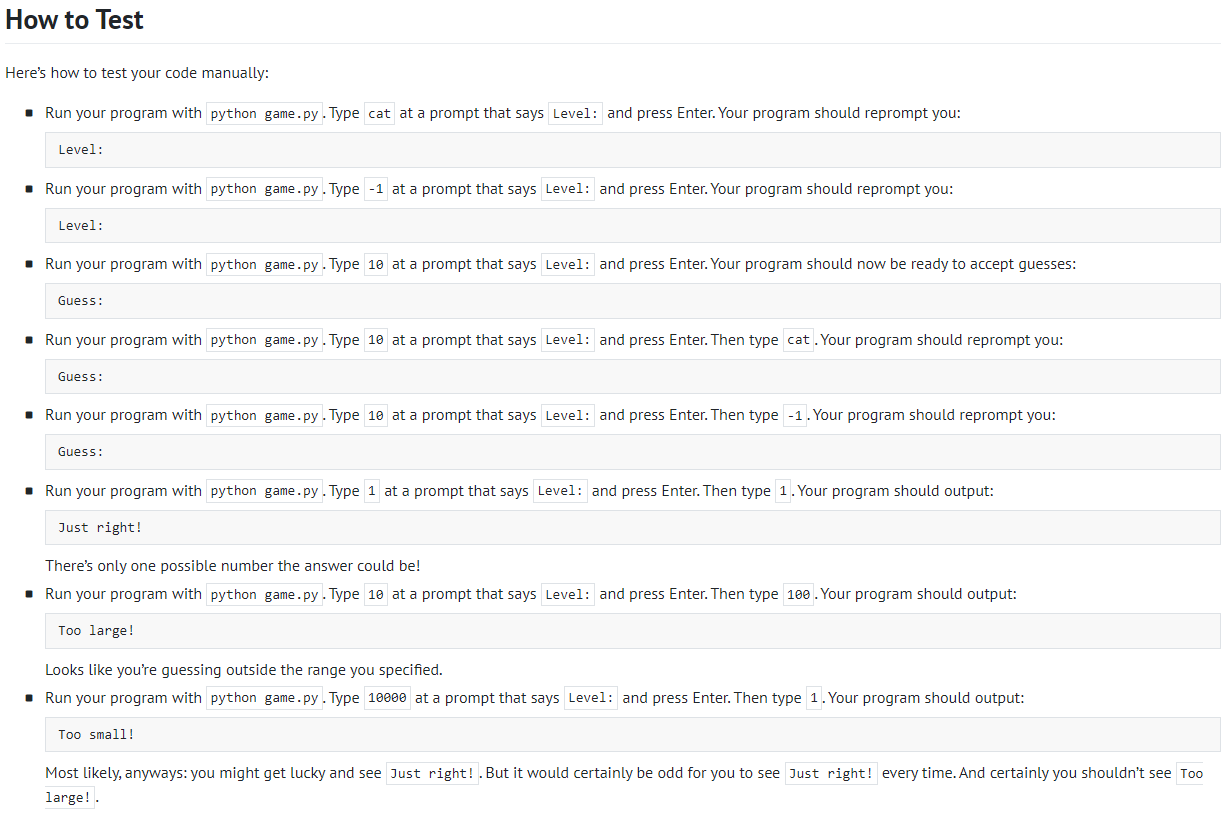 How to Test
Here’s how to test your code manually:
Run your program with python game.py. Type cat at a prompt that says Level: and press Enter. Your program should reprompt you:
Level:
Run your program with python game.py. Type -1 at a prompt that says Level: and press Enter. Your program should reprompt you:
Level:
Run your program with python game.py. Type 10 at a prompt that says Level: and press Enter. Your program should now be ready to accept guesses:
Guess:
Run your program with python game.py. Type 10 at a prompt that says Level: and press Enter. Then type cat. Your program should reprompt you:
Guess:
Run your program with python game.py. Type 10 at a prompt that says Level: and press Enter. Then type -1. Your program should reprompt you:
Guess:
Run your program with python game.py. Type 1 at a prompt that says Level: and press Enter. Then type 1. Your program should output:
Just right!
There’s only one possible number the answer could be!
Run your program with python game.py. Type 10 at a prompt that says Level: and press Enter. Then type 100. Your program should output:
Too large!
Looks like you’re guessing outside the range you specified.
Run your program with python game.py. Type 10000 at a prompt that says Level: and press Enter. Then type 1. Your program should output:
Too small!
Most likely, anyways: you might get lucky and see Just right!. But it would certainly be odd for you to see Just right! every time. And certainly you shouldn’t see Too
large!.